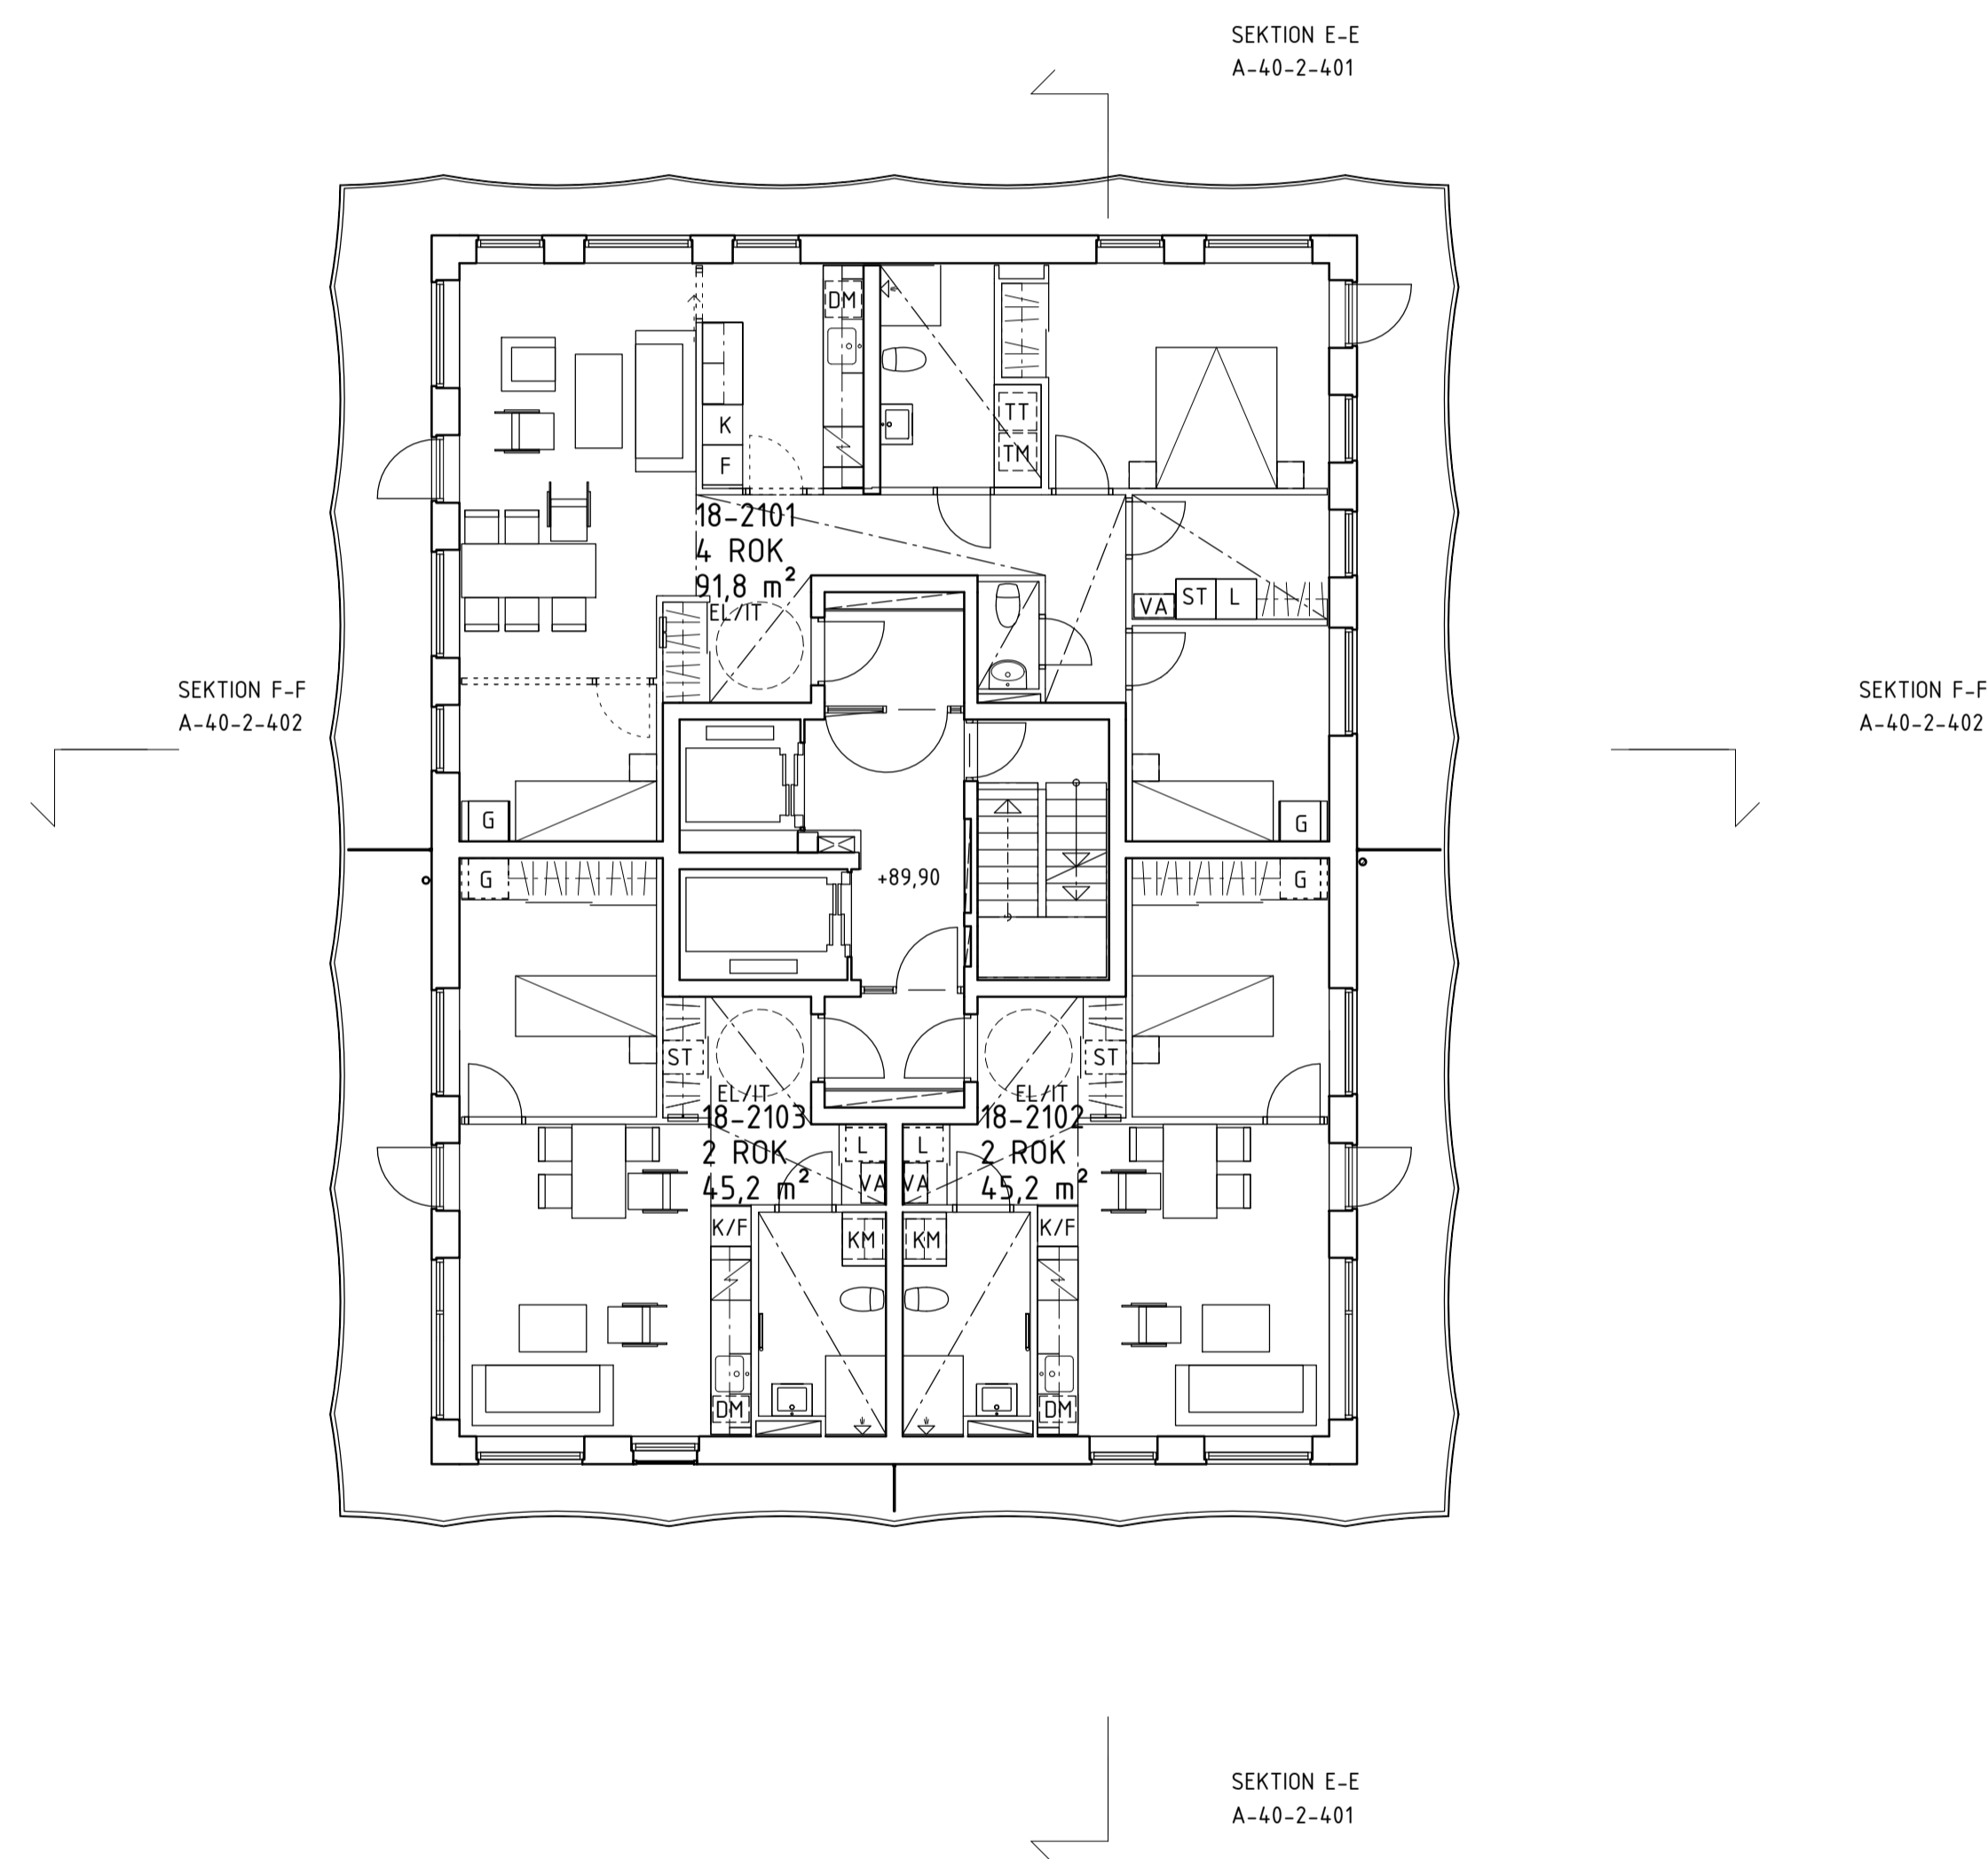 SEKTION E-E
A-40-2-401
DM
TT
K
TM
F
18-2101
4 ROK
91,8 m²
EL/IT
VA
ST
L
SEKTION F-F
A-40-2-402
SEKTION F-F
A-40-2-402
G
G
G
+89,90
G
ST
ST
EL/IT
EL/IT
18-2103
2 ROK
45,2 m²
18-2102
2 ROK
45,2 m²
L
L
VA
VA
K/F
KM
KM
K/F
DM
DM
SEKTION E-E
A-40-2-401